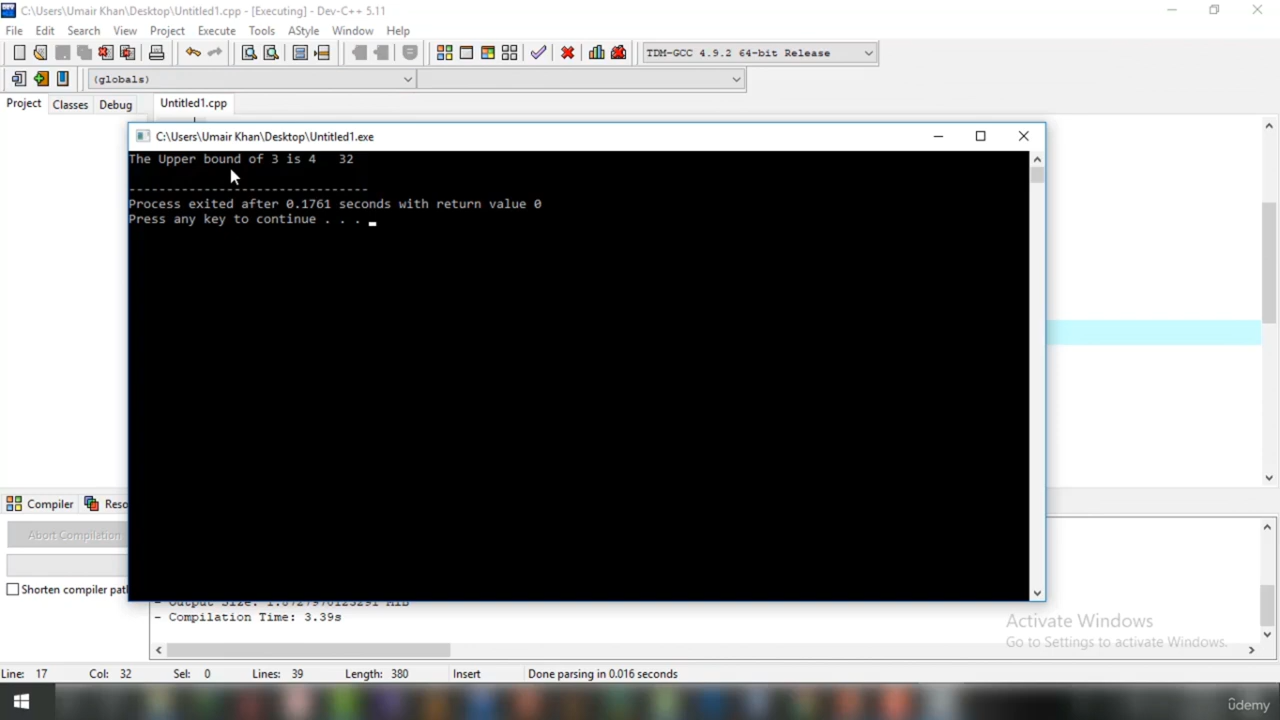 C:\Users\Umair Khan\Desktop\Untitled1.cpp - [Executing] - Dev-C++ 5.11
File Edit Search View Project Execute Tools AStyle Window Help
TDM-GCC 4.9.2 64-bit Release
(globals)
Project Classes Debug Untitled1.cpp
C:\Users\Umair Khan\Desktop\Untitled1.exe
The Upper bound of 3 is 4   32
--------------------------------
Process exited after 0.1761 seconds with return value 0
Press any key to continue . . .
Compiler Reso
Abort Compilation
Shorten compiler pat
- Compilation Time: 3.39s
Activate Windows
Go to Settings to activate Windows.
Line: 17 Col: 32 Sel: 0 Lines: 39 Length: 380 Insert Done parsing in 0.016 seconds
ûdemy